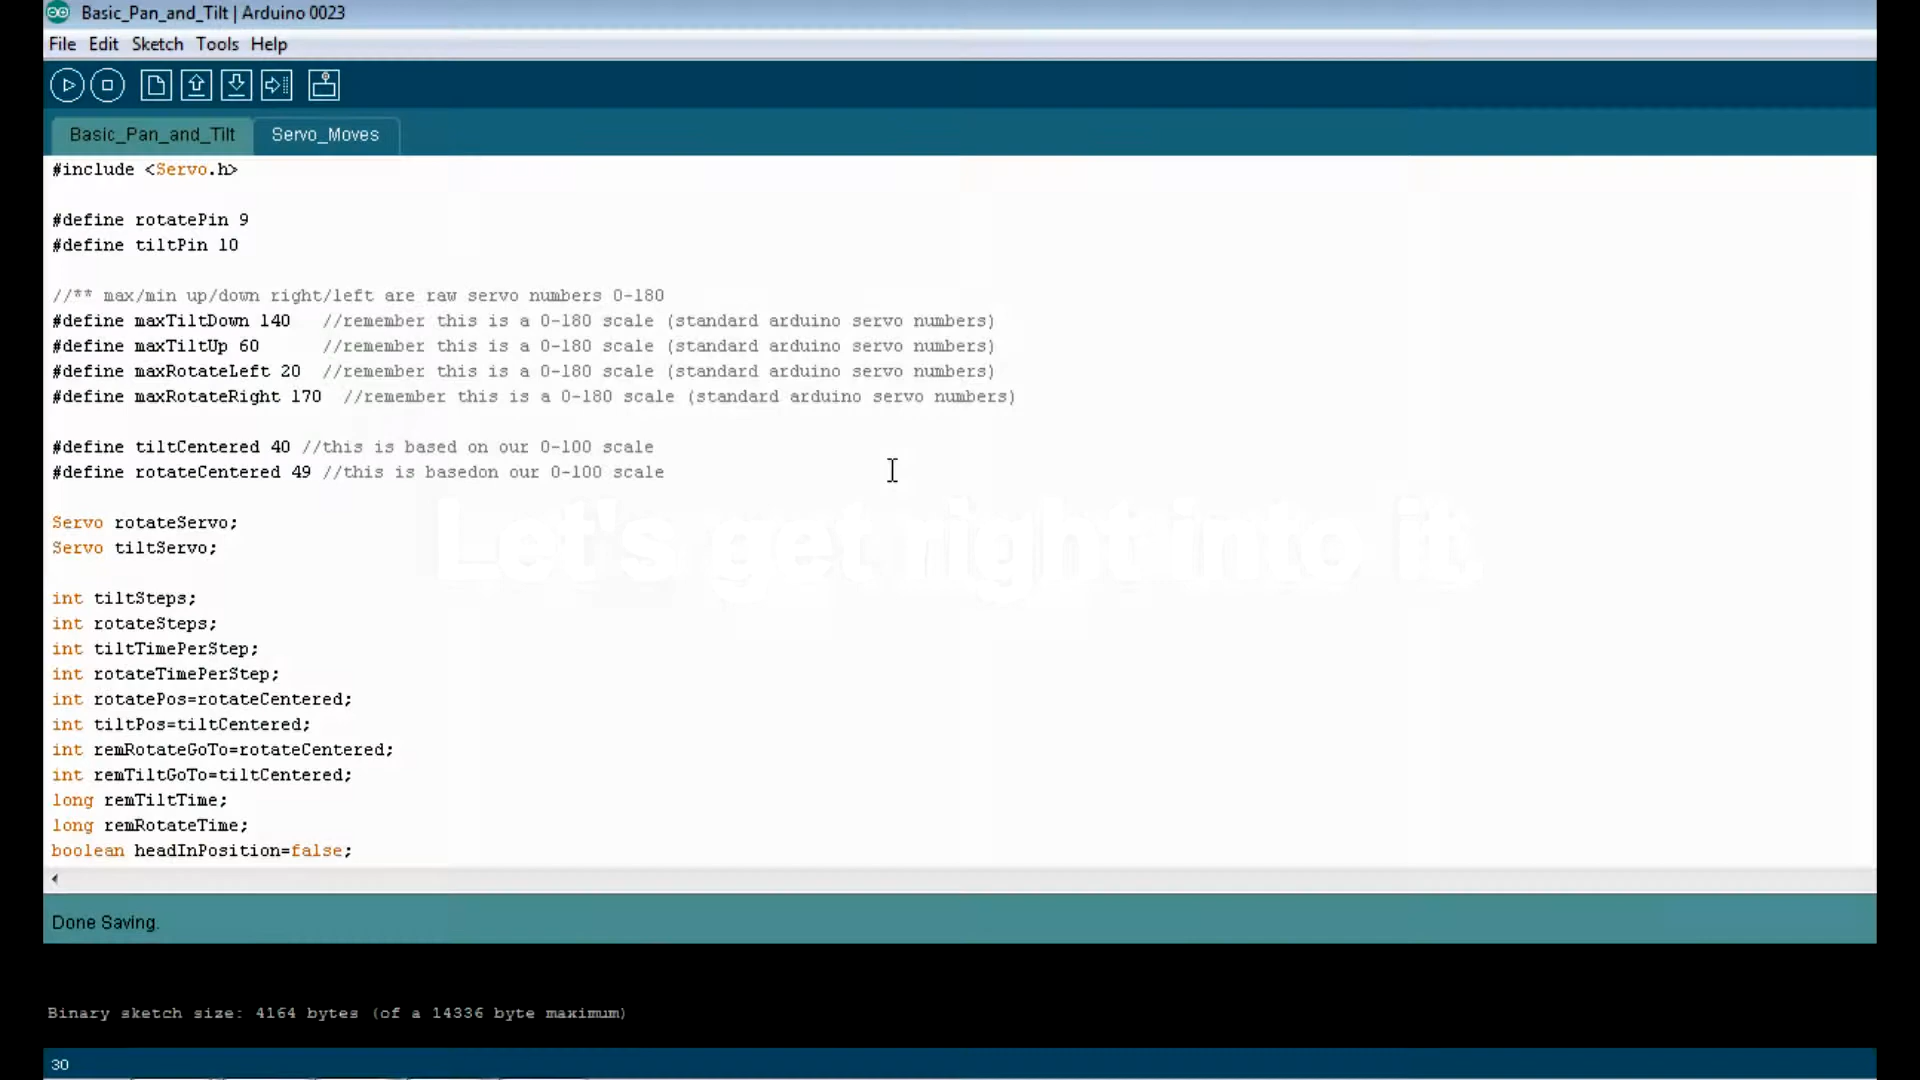 Basic_Pan_and_Tilt | Arduino 0023
File Edit Sketch Tools Help
Basic_Pan_and_Tilt Servo_Moves
#include <Servo.h>
#define rotatePin 9
#define tiltPin 10
//** max/min up/down right/left are raw servo numbers 0-180
#define maxTiltDown 140 //remember this is a 0-180 scale (standard arduino servo numbers)
#define maxTiltUp 60 //remember this is a 0-180 scale (standard arduino servo numbers)
#define maxRotateLeft 20 //remember this is a 0-180 scale (standard arduino servo numbers)
#define maxRotateRight 170 //remember this is a 0-180 scale (standard arduino servo numbers)
#define tiltCentered 40 //this is based on our 0-100 scale
#define rotateCentered 49 //this is basedon our 0-100 scale
Servo rotateServo;
Servo tiltServo;
Let's get right into it.
int tiltSteps;
int rotateSteps;
int tiltTimePerStep;
int rotateTimePerStep;
int rotatePos=rotateCentered;
int tiltPos=tiltCentered;
int remRotateGoTo=rotateCentered;
int remTiltGoTo=tiltCentered;
long remTiltTime;
long remRotateTime;
boolean headInPosition=false;
Done Saving.
Binary sketch size: 4164 bytes (of a 14336 byte maximum)
30